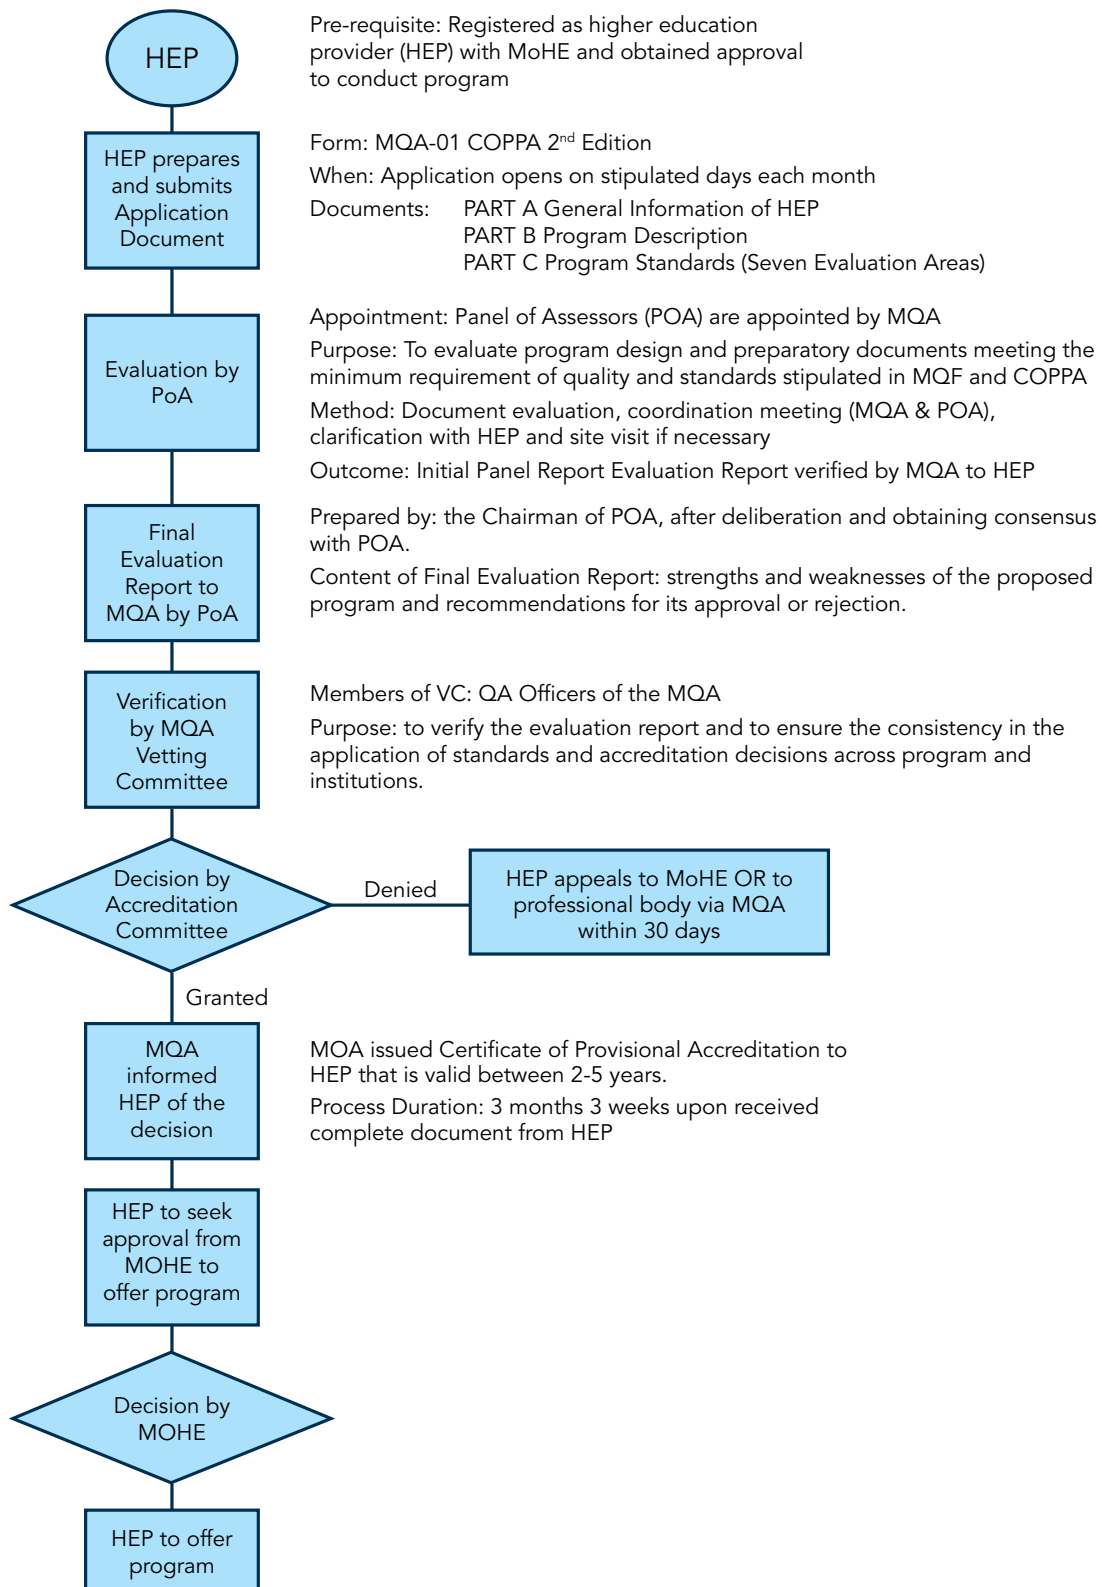 HEP
Pre-requisite: Registered as higher education
provider (HEP) with MoHE and obtained approval
to conduct program
HEP prepares
and submits
Application
Document
Form: MQA-01 COPPA 2nd Edition
When: Application opens on stipulated days each month
Documents: PART A General Information of HEP
PART B Program Description
PART C Program Standards (Seven Evaluation Areas)
Evaluation by
PoA
Appointment: Panel of Assessors (POA) are appointed by MQA
Purpose: To evaluate program design and preparatory documents meeting the
minimum requirement of quality and standards stipulated in MQF and COPPA
Method: Document evaluation, coordination meeting (MQA & POA),
clarification with HEP and site visit if necessary
Outcome: Initial Panel Report Evaluation Report verified by MQA to HEP
Final
Evaluation
Report to
MQA by PoA
Prepared by: the Chairman of POA, after deliberation and obtaining consensus
with POA.
Content of Final Evaluation Report: strengths and weaknesses of the proposed
program and recommendations for its approval or rejection.
Verification
by MQA
Vetting
Committee
Members of VC: QA Officers of the MQA
Purpose: to verify the evaluation report and to ensure the consistency in the
application of standards and accreditation decisions across program and
institutions.
Decision by
Accreditation
Committee
Denied
HEP appeals to MoHE OR to
professional body via MQA
within 30 days
Granted
MQA
informed
HEP of the
decision
MOA issued Certificate of Provisional Accreditation to
HEP that is valid between 2-5 years.
Process Duration: 3 months 3 weeks upon received
complete document from HEP
HEP to seek
approval from
MOHE to
offer program
Decision by
MOHE
HEP to offer
program